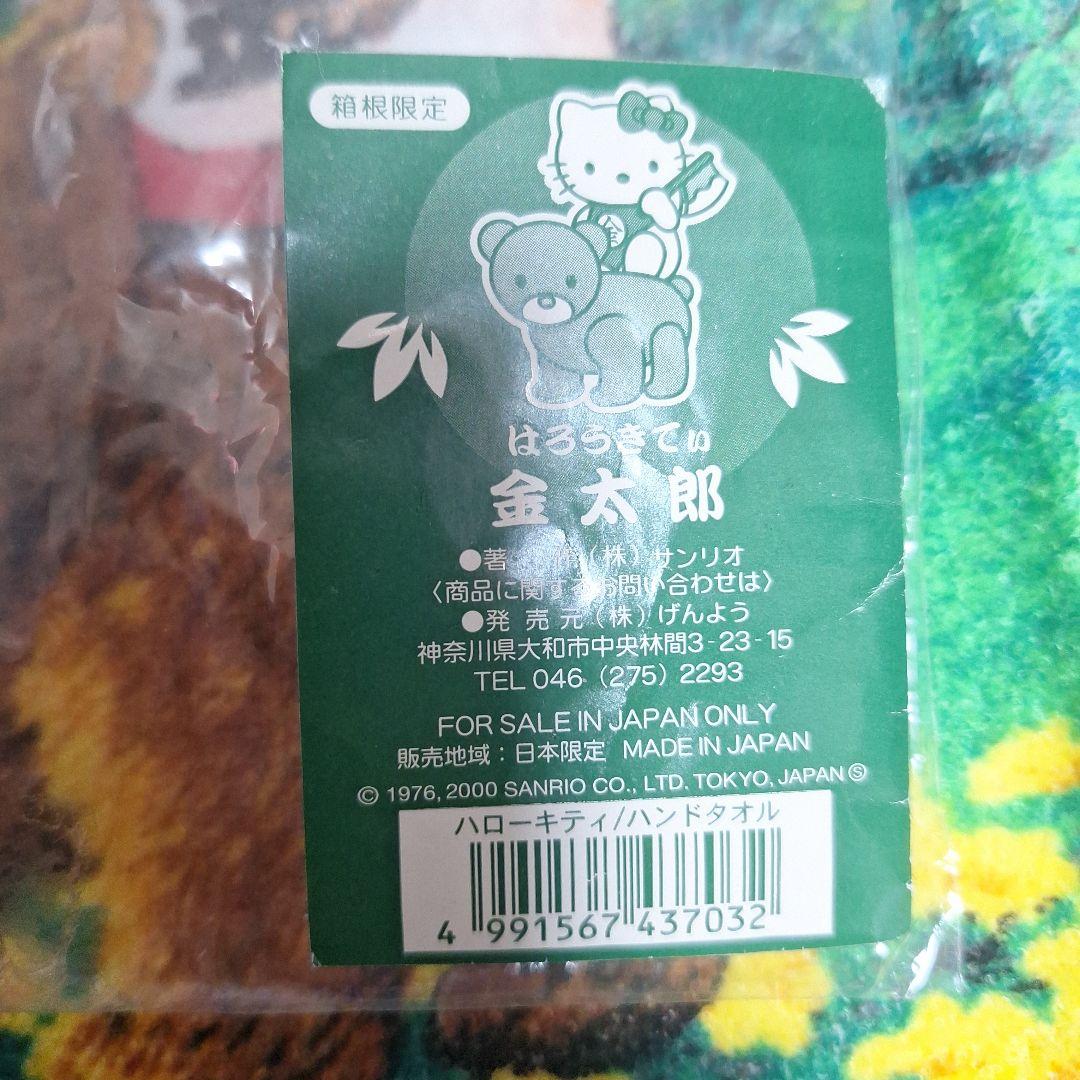 箱根限定
金
はろうきてぃ
金太郎
●著 作(株)サンリオ
〈商品に関するお問い合わせは〉
●発売元(株)げんよう
神奈川県大和市中央林間3-23-15
TEL 046 (275) 2293
FOR SALE IN JAPAN ONLY
販売地域:日本限定 MADE IN JAPAN
© 1976, 2000 SANRIO CO., LTD. TOKYO, JAPAN Ⓢ
ハローキティ/ハンドタオル
4 991567 437032